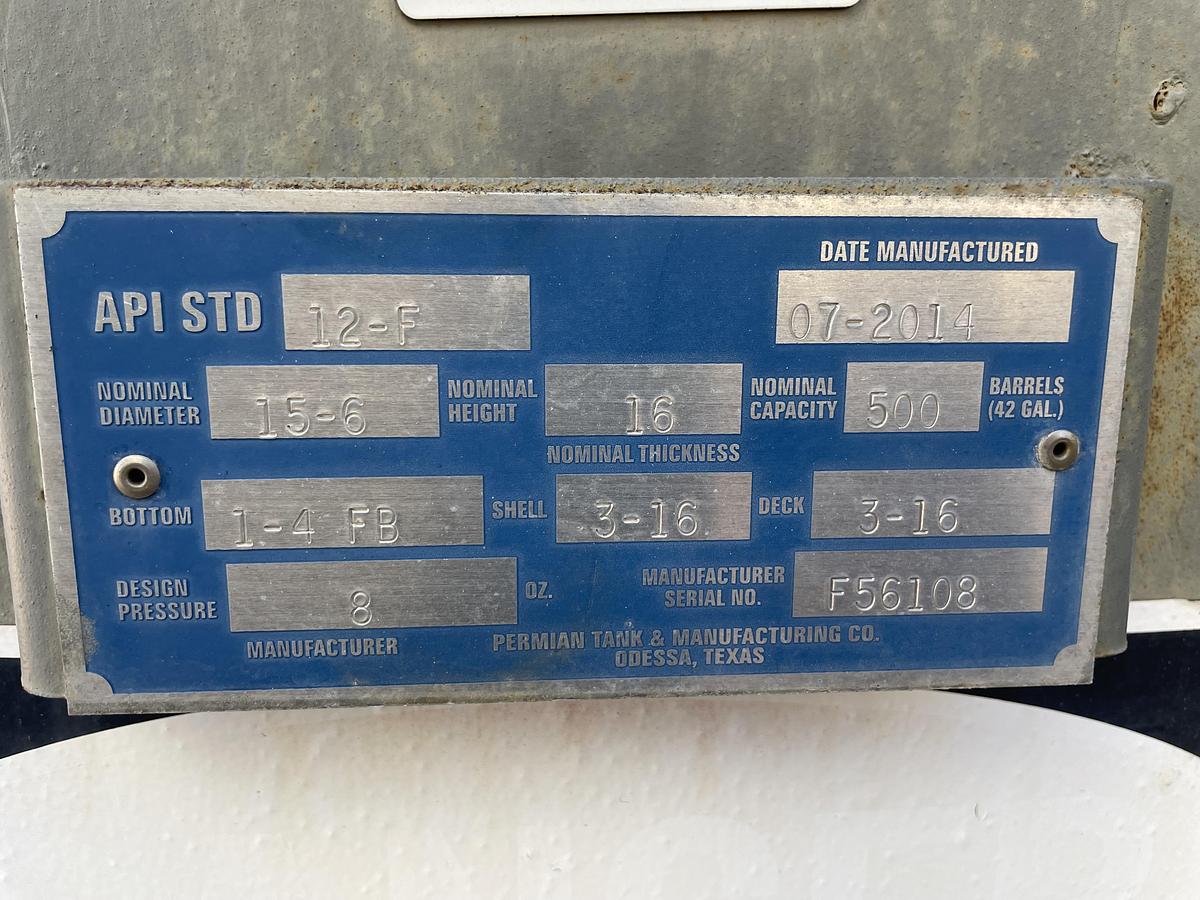 DATE MANUFACTURED
API STD 12-F 07-2014
NOMINAL DIAMETER 15-6 NOMINAL HEIGHT 16 NOMINAL CAPACITY 500 BARRELS (42 GAL.)
NOMINAL THICKNESS
BOTTOM 1-4 FB SHELL 3-16 DECK 3-16
DESIGN PRESSURE 8 OZ. MANUFACTURER SERIAL NO. F56108
MANUFACTURER PERMIAN TANK & MANUFACTURING CO.
ODESSA, TEXAS